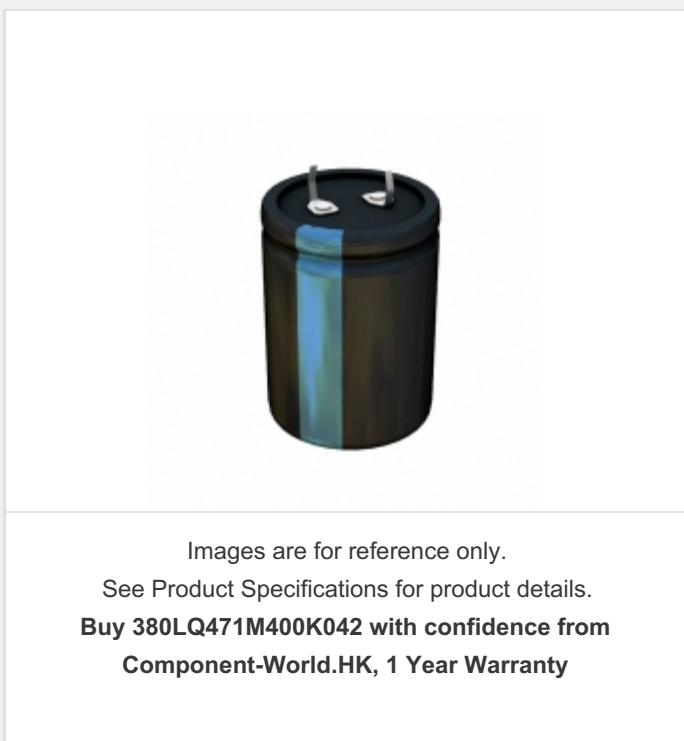 Images are for reference only.
See Product Specifications for product details.
Buy 380LQ471M400K042 with confidence from
Component-World.HK, 1 Year Warranty